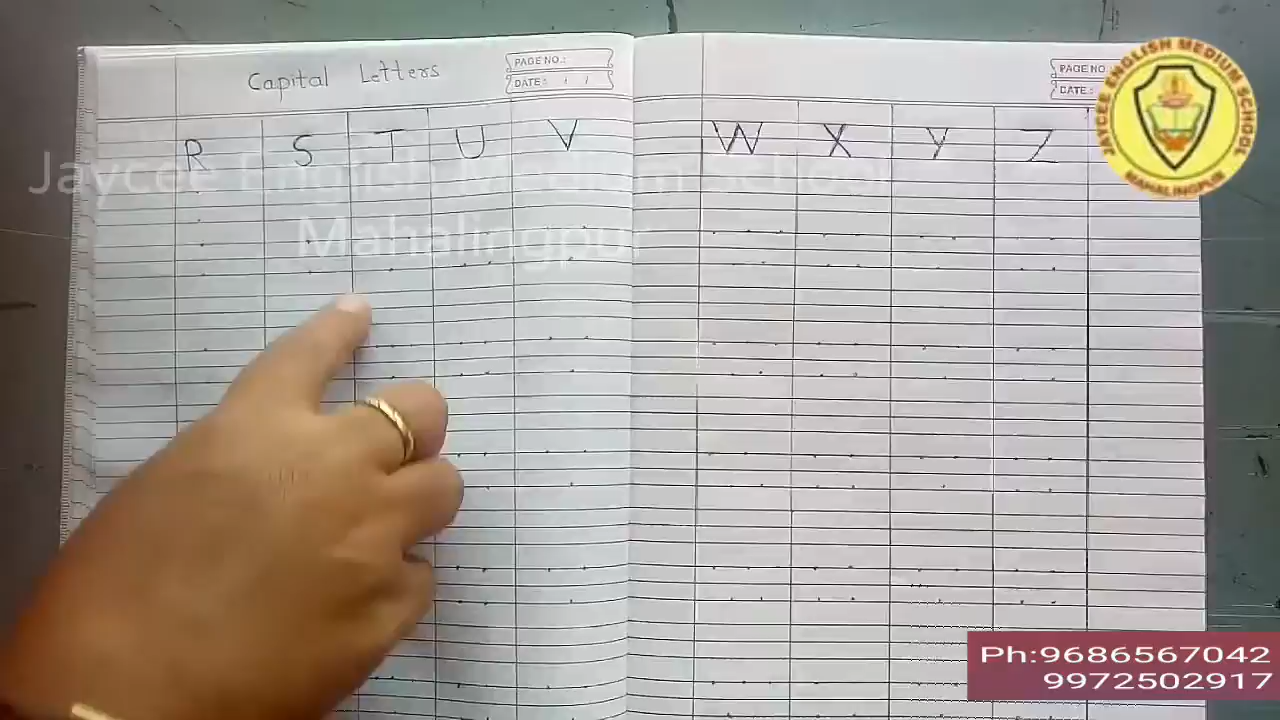 Capital Letters
PAGE NO.:
DATE: / /
R S T U V
PAGE NO.
DATE:
W X Y Z
JAYCEE ENGLISH MEDIUM SCHOOL
MAHALINGPUR
Jaycee English Medium School
Mahalingpur
Ph:9686567042
9972502917